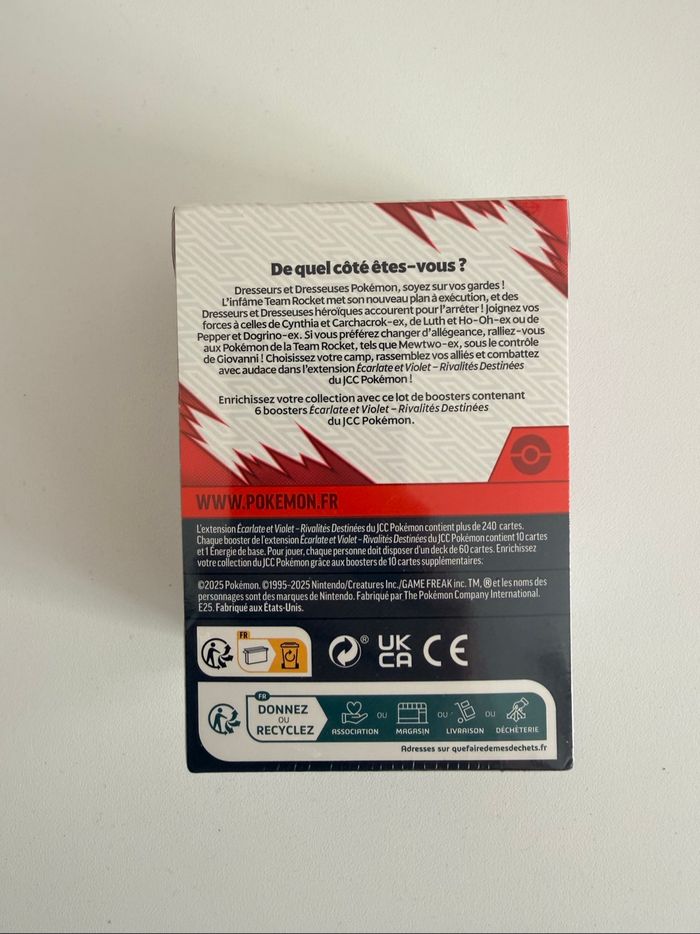 De quel côté êtes-vous ?
Dresseurs et Dresseuses Pokémon, soyez sur vos gardes !
L'infâme Team Rocket met son nouveau plan à exécution, et des
Dresseurs et Dresseuses héroïques accourent pour l'arrêter ! Joignez vos
forces à celles de Cynthia et Carchacrok-ex, de Luth et Ho-Oh-ex ou de
Pepper et Dogrino-ex. Si vous préférez changer d'allégeance, ralliez-vous
aux Pokémon de la Team Rocket, tels que Mewtwo-ex, sous le contrôle
de Giovanni ! Choisissez votre camp, rassemblez vos alliés et combattez
avec audace dans l'extension Écarlate et Violet – Rivalités Destinées
du JCC Pokémon !
Enrichissez votre collection avec ce lot de boosters contenant
6 boosters Écarlate et Violet – Rivalités Destinées
du JCC Pokémon.
WWW.POKEMON.FR
L'extension Écarlate et Violet – Rivalités Destinées du JCC Pokémon contient plus de 240 cartes.
Chaque booster de l'extension Écarlate et Violet – Rivalités Destinées du JCC Pokémon contient 10 cartes
et 1 Énergie de base. Pour jouer, chaque personne doit disposer d'un deck de 60 cartes. Enrichissez
votre collection du JCC Pokémon grâce aux boosters de 10 cartes supplémentaires.
©2025 Pokémon. ©1995-2025 Nintendo/Creatures Inc./GAME FREAK inc. TM, ® et les noms des
personnages sont des marques de Nintendo. Fabriqué par The Pokémon Company International.
E25. Fabriqué aux États-Unis.
FR
® UK CA CE
FR
DONNEZ
OU
RECYCLEZ
ASSOCIATION OU MAGASIN OU LIVRAISON OU DÉCHÈTERIE
Adresses sur quefairedemesdechets.fr